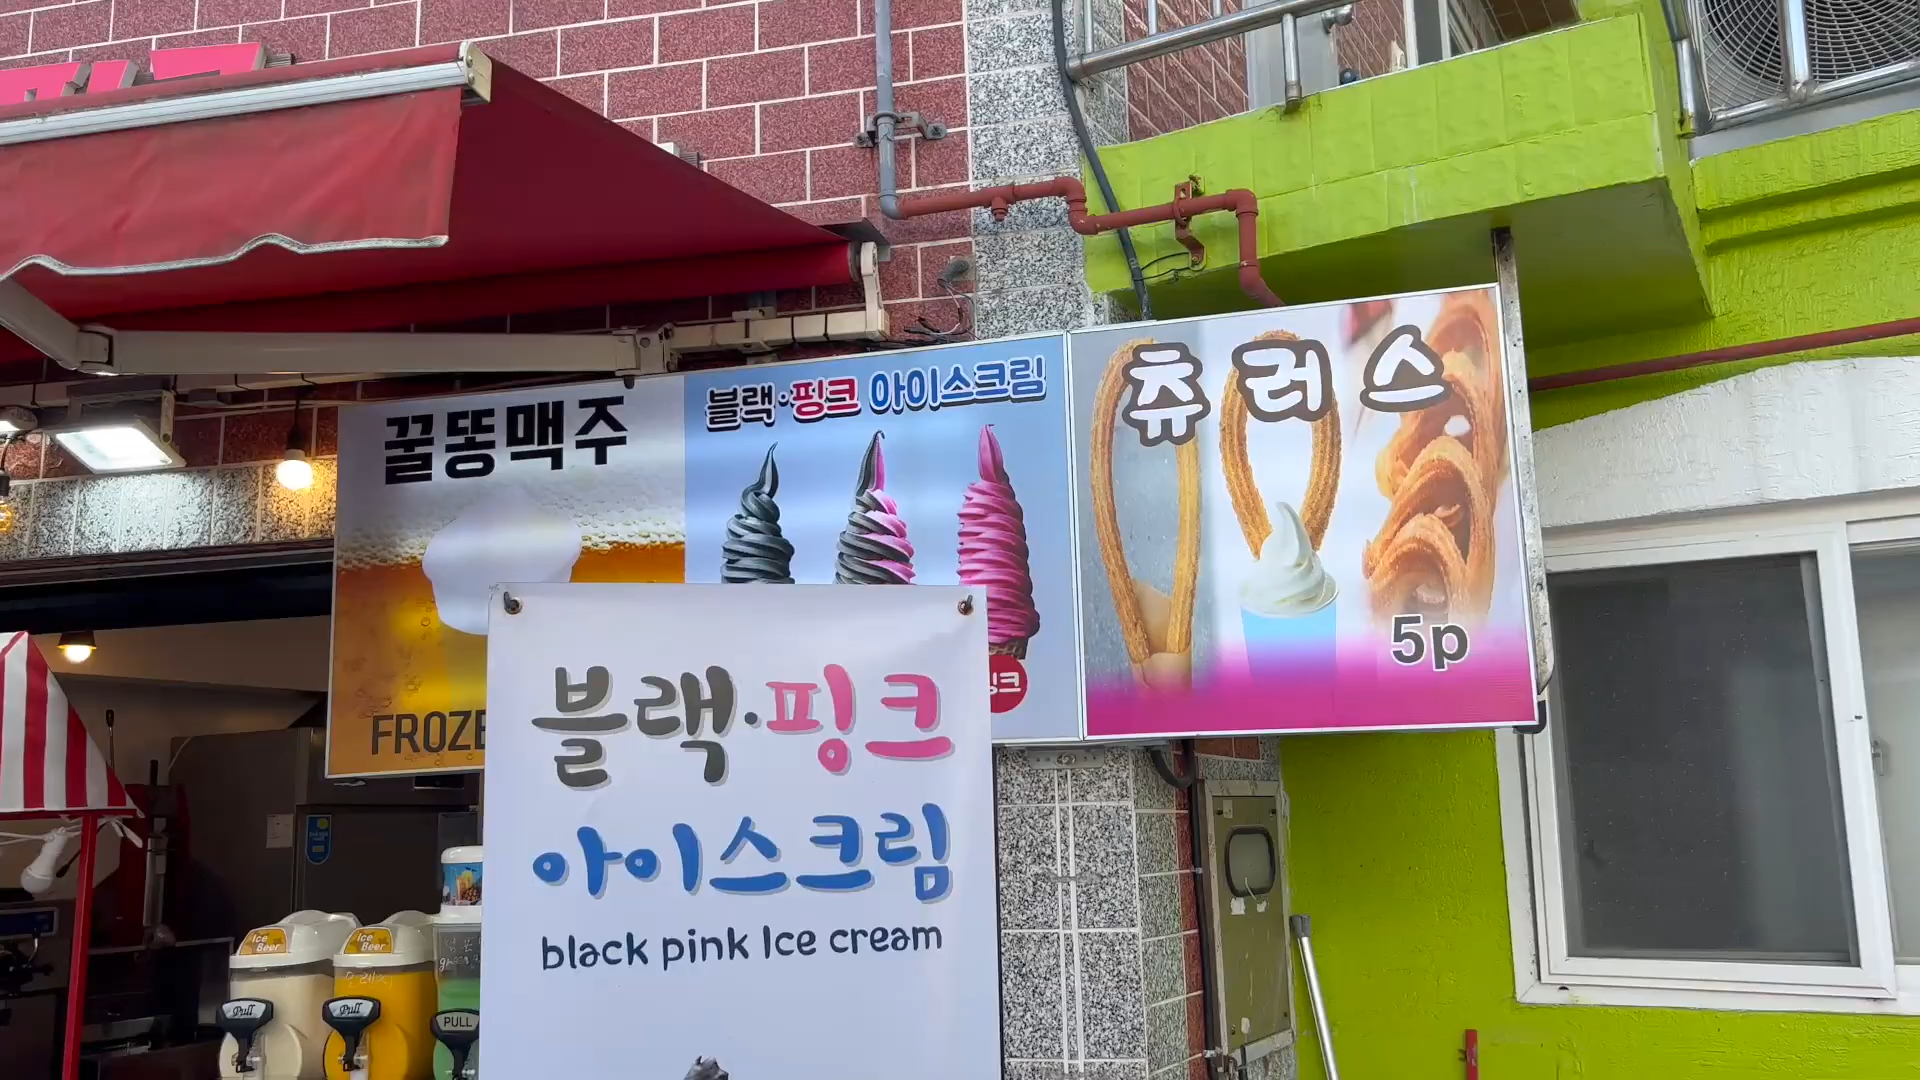 꿀똥맥주
FROZE
블랙·핑크 아이스크림
핑크
츄러스
5p
블랙·핑크
아이스크림
black pink Ice cream
Ice
Beer
Ice
Beer
Pull
Pull
PULL